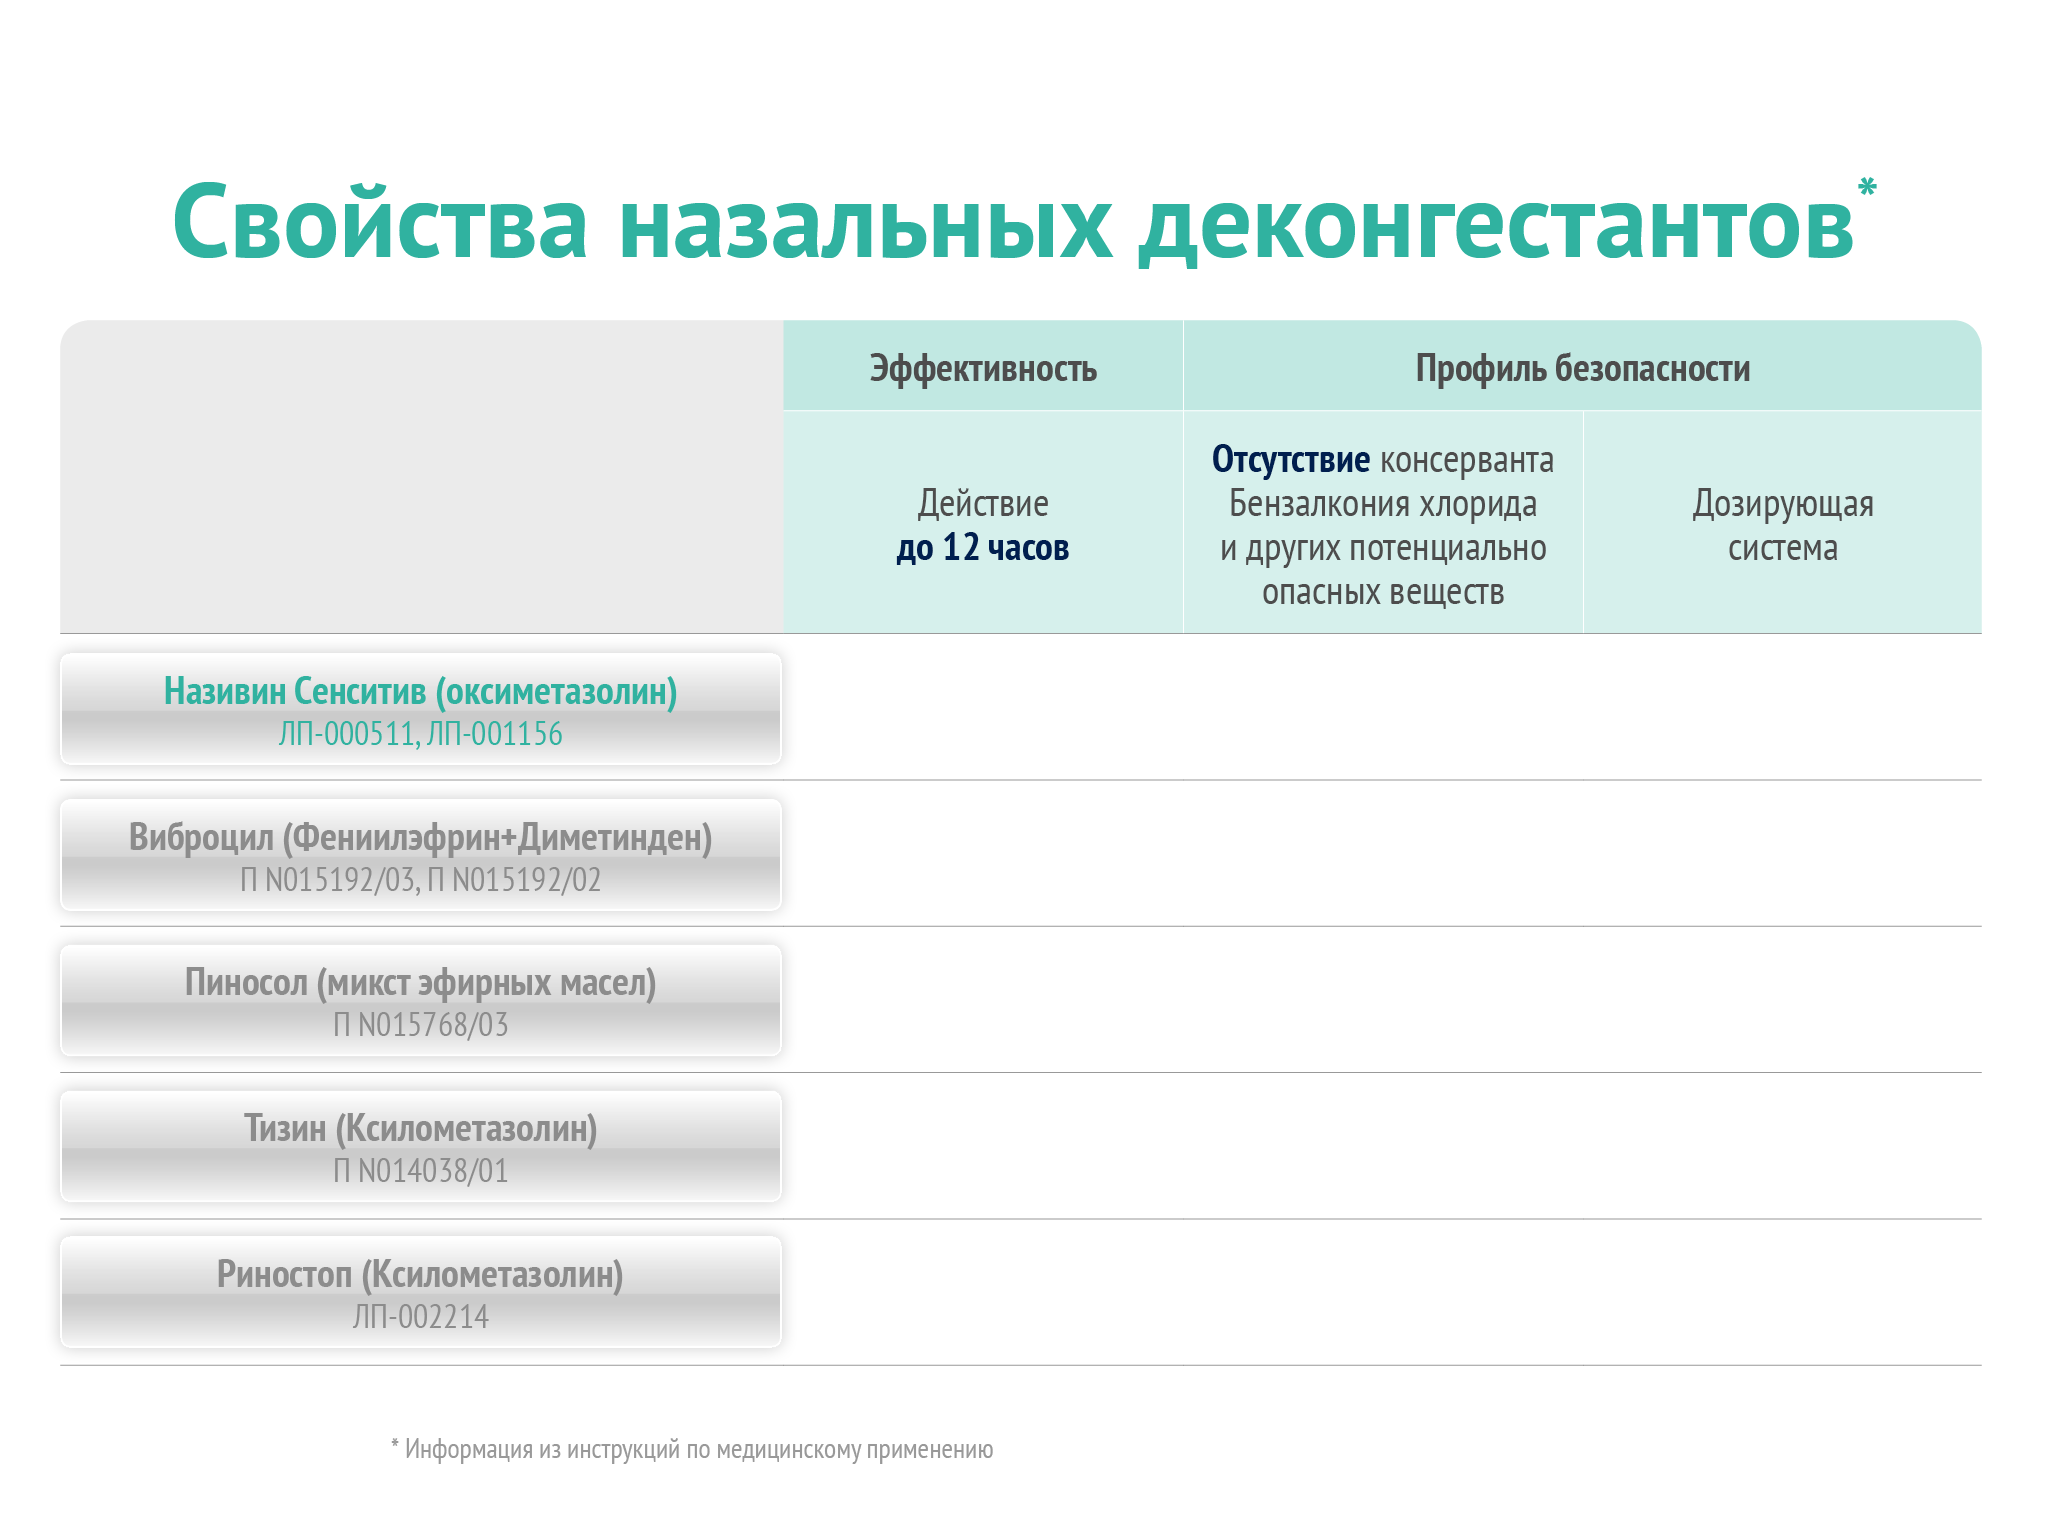 Свойства назальных деконгестантов*
Эффективность
Профиль безопасности
Действие
до 12 часов
Отсутствие консерванта
Бензалкония хлорида
и других потенциально
опасных веществ
Дозирующая
система
Називин Сенситив (оксиметазолин)
ЛП-000511, ЛП-001156
Виброцил (Фениилэфрин+Диметинден)
П N015192/03, П N015192/02
Пиносол (микст эфирных масел)
П N015768/03
Тизин (Ксилометазолин)
П N014038/01
Риностоп (Ксилометазолин)
ЛП-002214
* Информация из инструкций по медицинскому применению